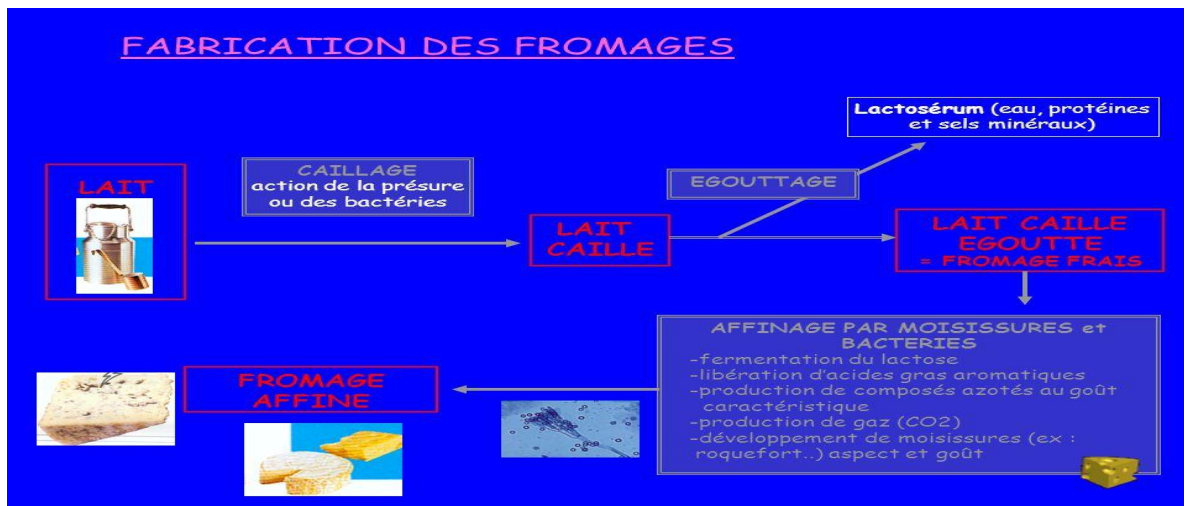 FABRICATION DES FROMAGES
Lactosérum (eau, protéines
et sels minéraux)
LAIT
CAILLAGE
action de la présure
ou des bactéries
EGOUTTAGE
LAIT
CAILLE
LAIT CAILLE
EGOUTTE
= FROMAGE FRAIS
AFFINAGE PAR MOISISSURES et
BACTERIES
-fermentation du lactose
-libération d'acides gras aromatiques
-production de composés azotés au goût
caractéristique
-production de gaz (CO2)
-développement de moisissures (ex :
roquefort..) aspect et goût
FROMAGE
AFFINE